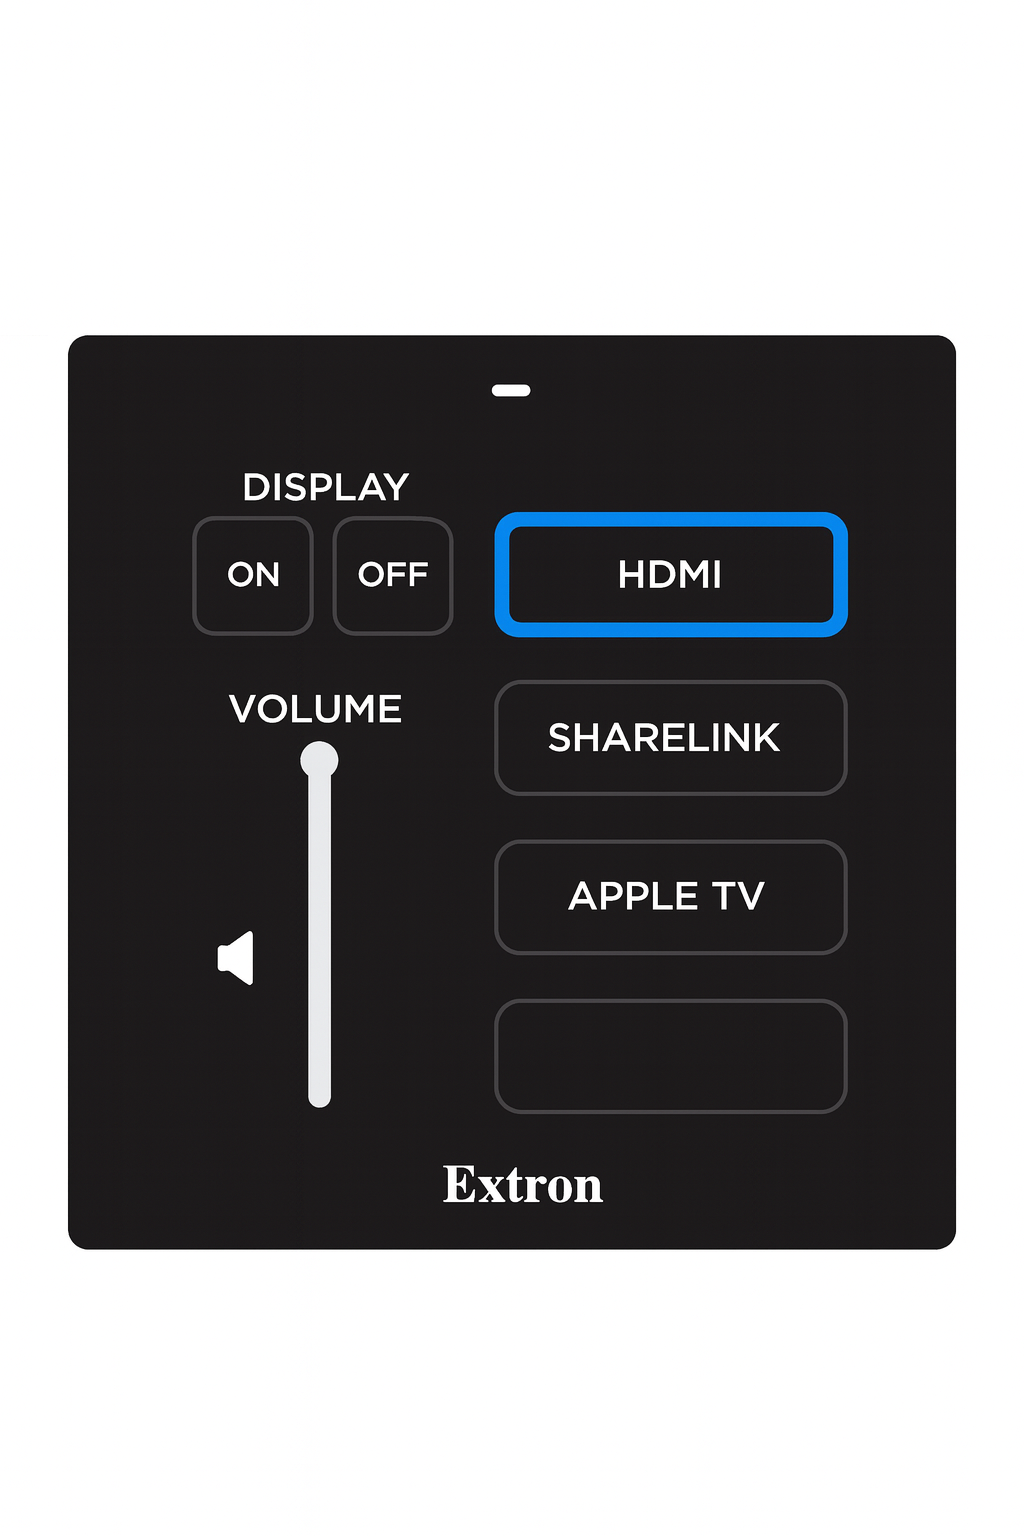 DISPLAY
ON OFF
HDMI
VOLUME
SHARELINK
APPLE TV
Extron